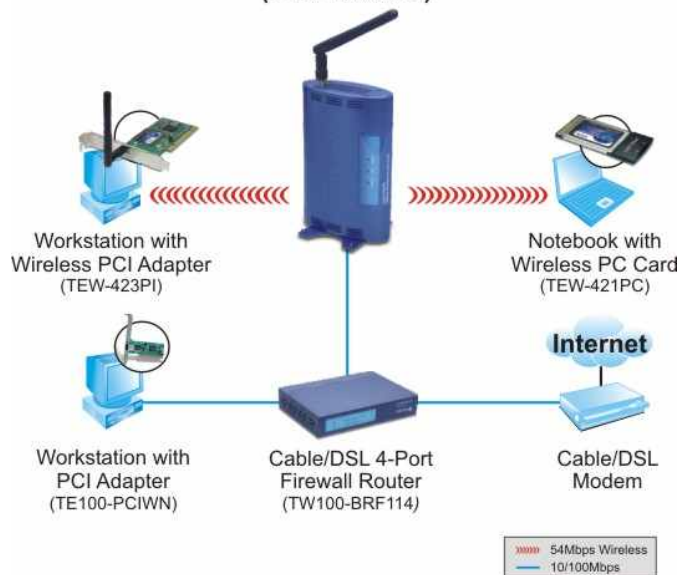 Workstation with
Wireless PCI Adapter
(TEW-423PI)
Notebook with
Wireless PC Card
(TEW-421PC)
Internet
Workstation with
PCI Adapter
(TE100-PCIWN)
Cable/DSL 4-Port
Firewall Router
(TW100-BRF114)
Cable/DSL
Modem
54Mbps Wireless
10/100Mbps